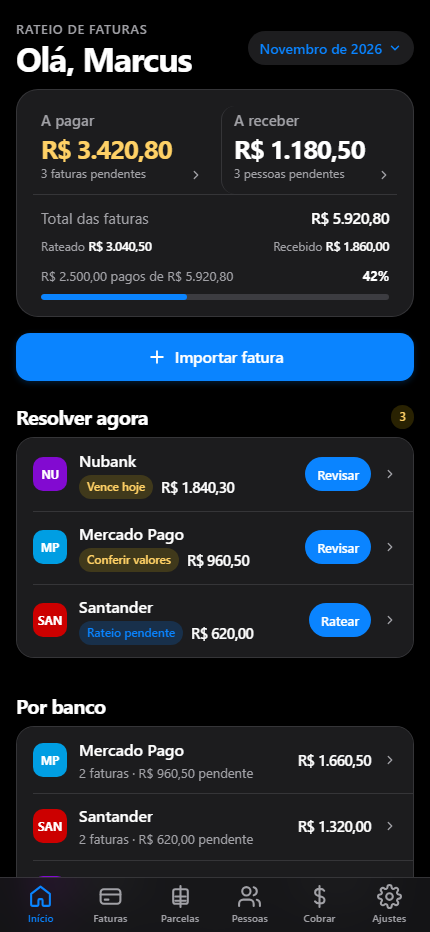 RATEIO DE FATURAS
Olá, Marcus
Novembro de 2026
A pagar
R$ 3.420,80
3 faturas pendentes
A receber
R$ 1.180,50
3 pessoas pendentes
Total das faturas R$ 5.920,80
Rateado R$ 3.040,50 Recebido R$ 1.860,00
R$ 2.500,00 pagos de R$ 5.920,80 42%
Importar fatura
Resolver agora 3
NU
Nubank
Vence hoje R$ 1.840,30
Revisar
MP
Mercado Pago
Conferir valores R$ 960,50
Revisar
SAN
Santander
Rateio pendente R$ 620,00
Ratear
Por banco
MP
Mercado Pago
2 faturas · R$ 960,50 pendente
R$ 1.660,50
SAN
Santander
2 faturas · R$ 620,00 pendente
R$ 1.320,00
Início Faturas Parcelas Pessoas Cobrar Ajustes